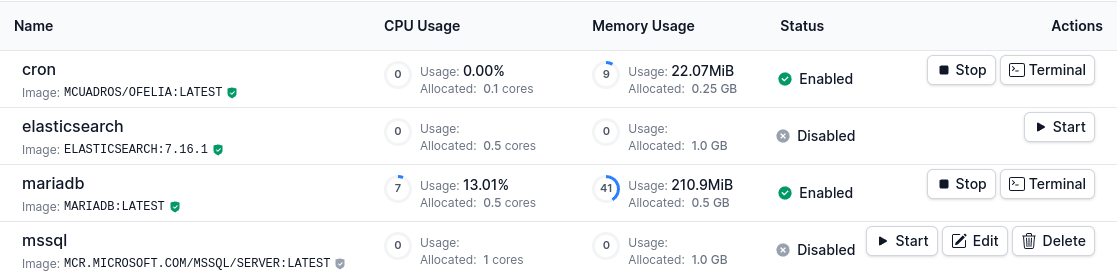 Name CPU Usage Memory Usage Status Actions
cron 0 Usage: 0.00% 9 Usage: 22.07MiB Enabled Stop Terminal
Image: MCUADROS/OFELIA:LATEST Allocated: 0.1 cores Allocated: 0.25 GB
elasticsearch 0 Usage: 0 Usage: Disabled Start
Image: ELASTICSEARCH:7.16.1 Allocated: 0.5 cores Allocated: 1.0 GB
mariadb 7 Usage: 13.01% 41 Usage: 210.9MiB Enabled Stop Terminal
Image: MARIADB:LATEST Allocated: 0.5 cores Allocated: 0.5 GB
mssql 0 Usage: 0 Usage: Disabled Start Edit Delete
Image: MCR.MICROSOFT.COM/MSSQL/SERVER:LATEST Allocated: 1 cores Allocated: 1.0 GB